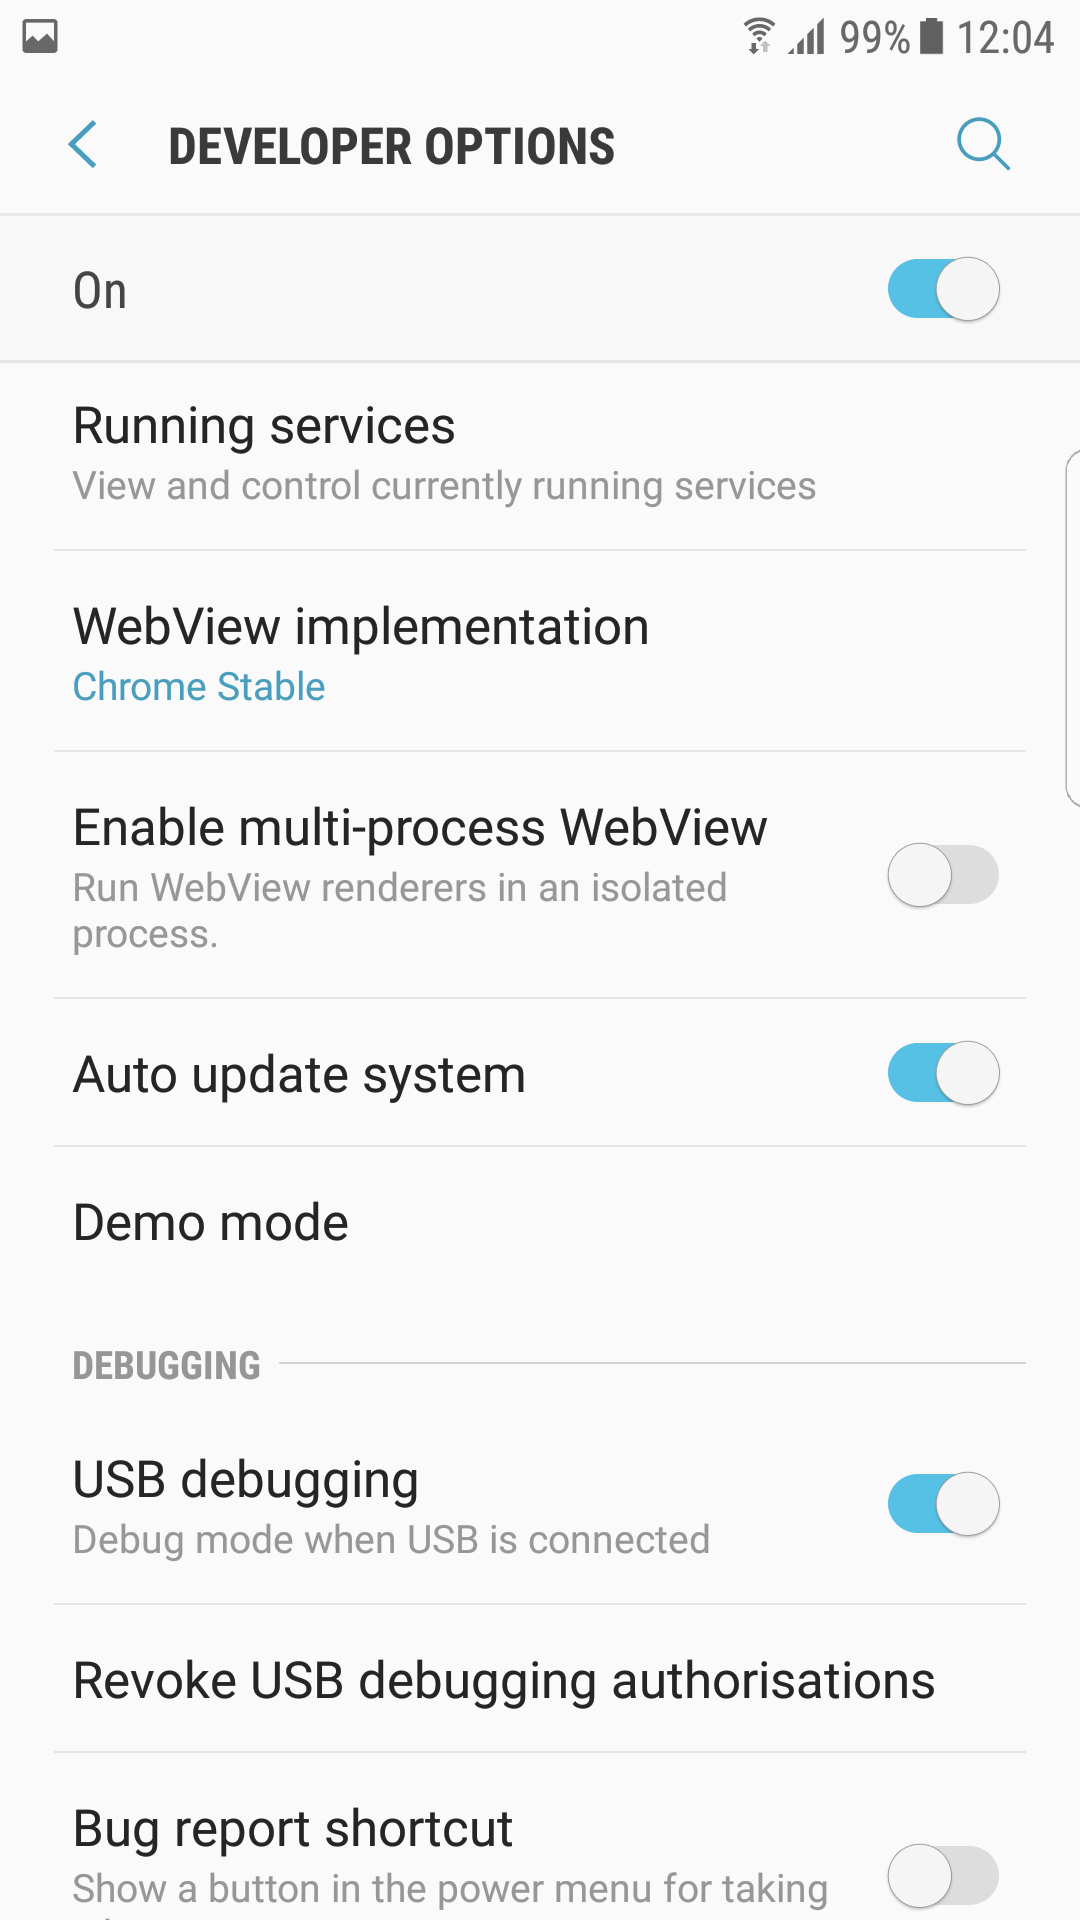 99% 12:04
DEVELOPER OPTIONS
On
Running services
View and control currently running services
WebView implementation
Chrome Stable
Enable multi-process WebView
Run WebView renderers in an isolated
process.
Auto update system
Demo mode
DEBUGGING
USB debugging
Debug mode when USB is connected
Revoke USB debugging authorisations
Bug report shortcut
Show a button in the power menu for taking